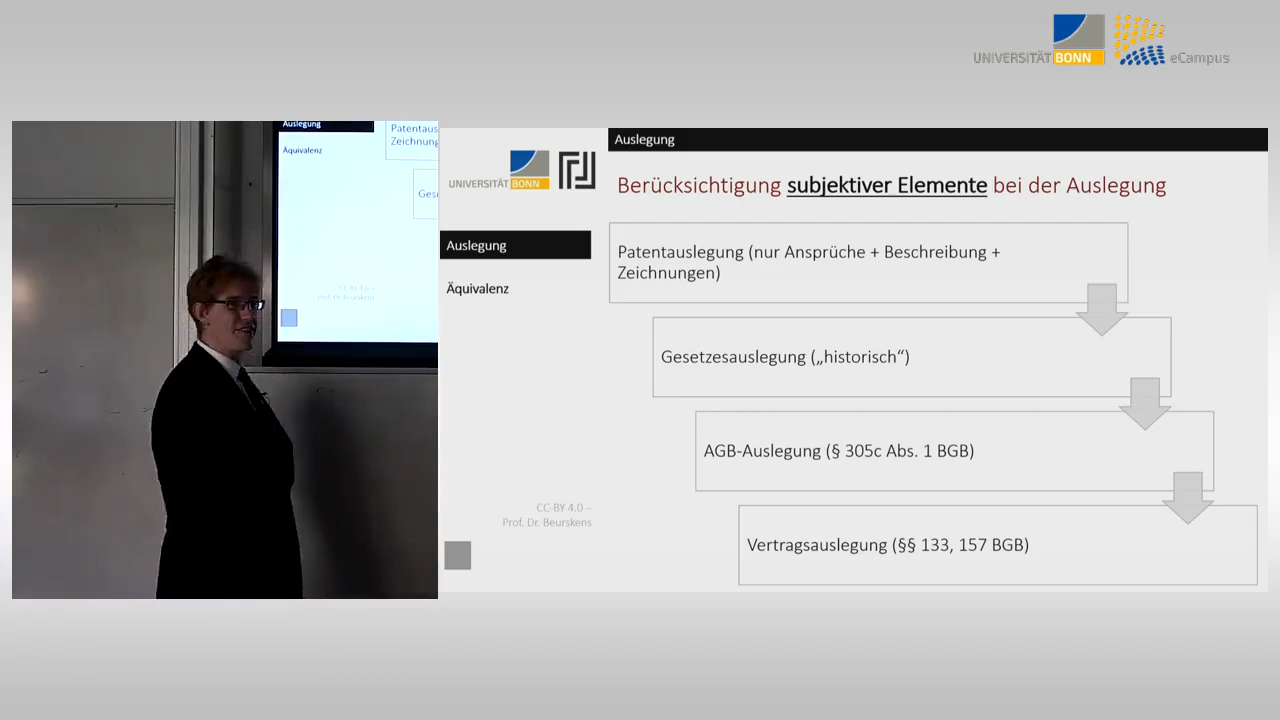 UNIVERSITÄT BONN eCampus
Auslegung
Patentaus
Zeichnung
Äquivalenz
Ges
CC-BY 4.0 –
Prof. Dr. Beurskens
UNIVERSITÄT BONN
Auslegung
Äquivalenz
CC-BY 4.0 –
Prof. Dr. Beurskens
Auslegung
Berücksichtigung subjektiver Elemente bei der Auslegung
Patentauslegung (nur Ansprüche + Beschreibung +
Zeichnungen)
Gesetzesauslegung („historisch“)
AGB-Auslegung (§ 305c Abs. 1 BGB)
Vertragsauslegung (§§ 133, 157 BGB)